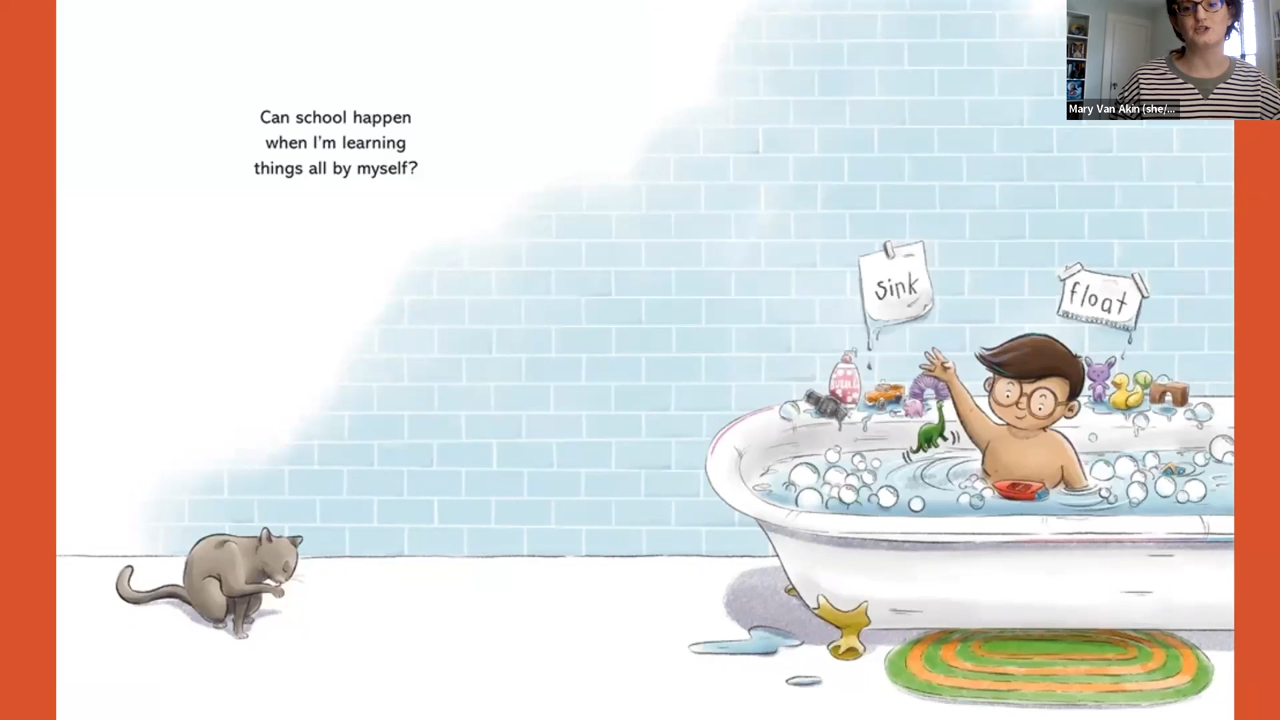 Can school happen
when I'm learning
things all by myself?
Mary Van Akin (she/...
sink
float